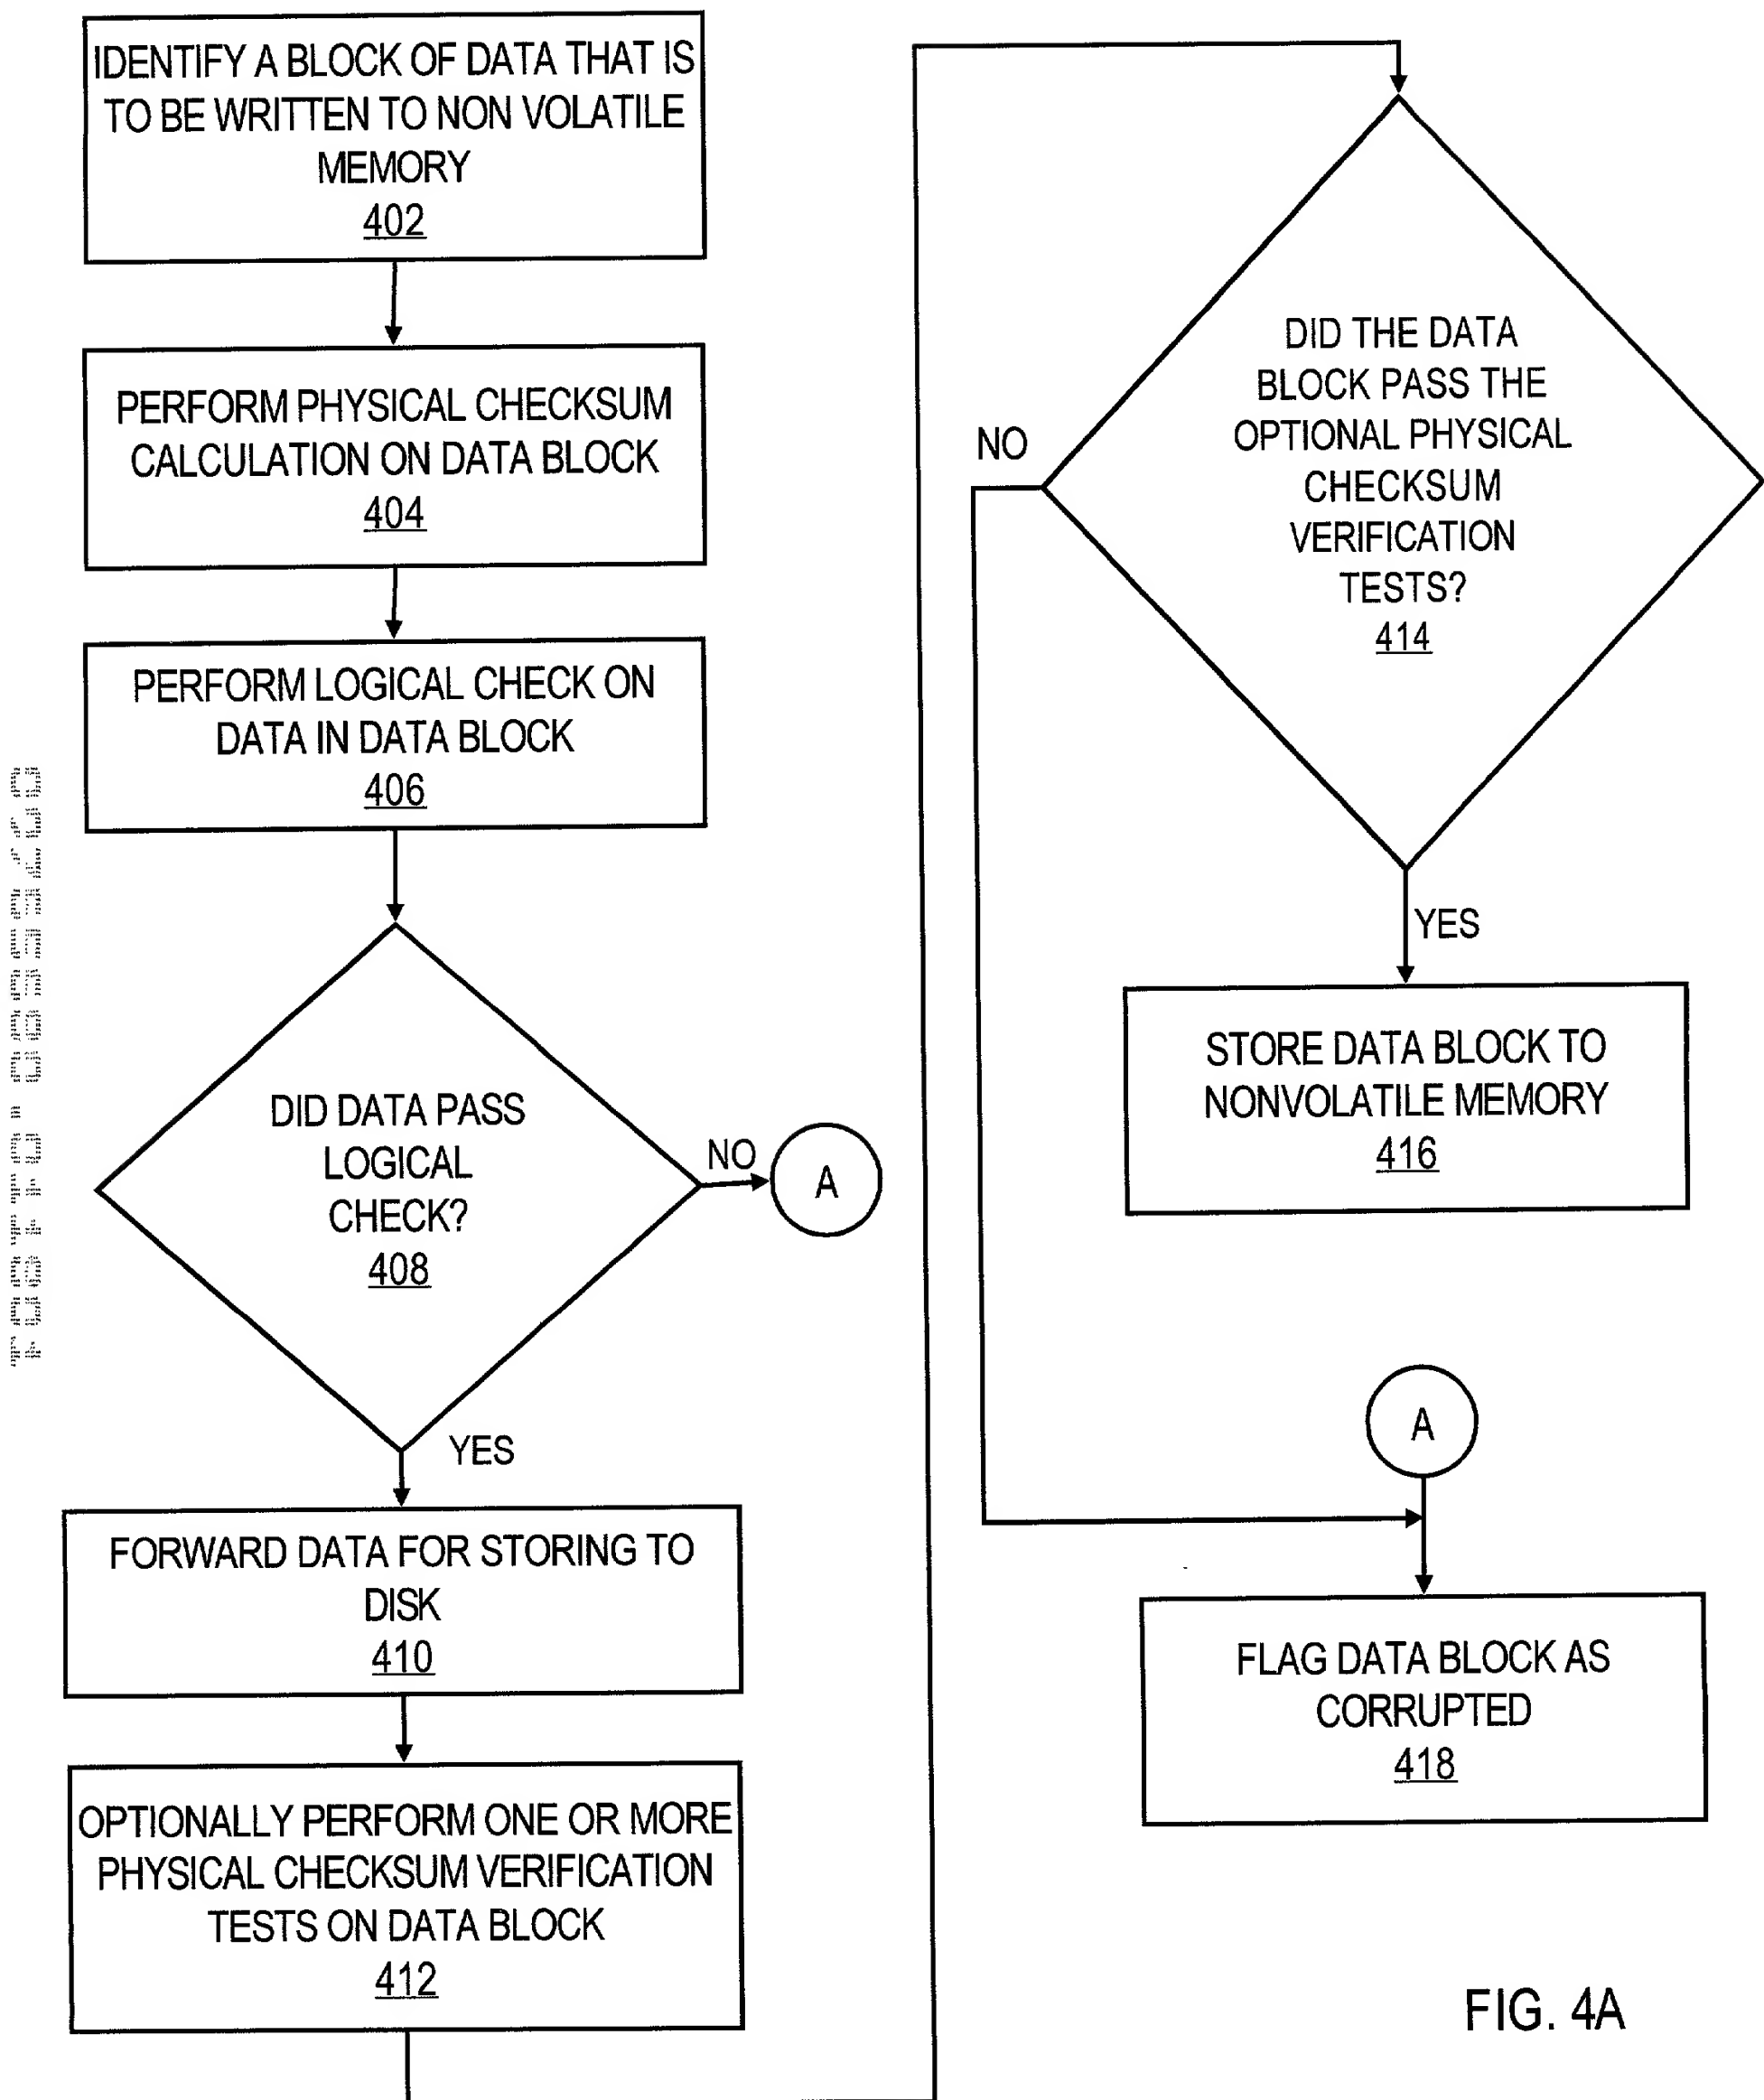 IDENTIFY A BLOCK OF DATA THAT IS
TO BE WRITTEN TO NON VOLATILE
MEMORY
402
PERFORM PHYSICAL CHECKSUM
CALCULATION ON DATA BLOCK
404
PERFORM LOGICAL CHECK ON
DATA IN DATA BLOCK
406
DID DATA PASS
LOGICAL
CHECK?
408
NO
A
YES
FORWARD DATA FOR STORING TO
DISK
410
OPTIONALLY PERFORM ONE OR MORE
PHYSICAL CHECKSUM VERIFICATION
TESTS ON DATA BLOCK
412
DID THE DATA
BLOCK PASS THE
OPTIONAL PHYSICAL
CHECKSUM
VERIFICATION
TESTS?
414
NO
YES
STORE DATA BLOCK TO
NONVOLATILE MEMORY
416
A
FLAG DATA BLOCK AS
CORRUPTED
418
FIG. 4A